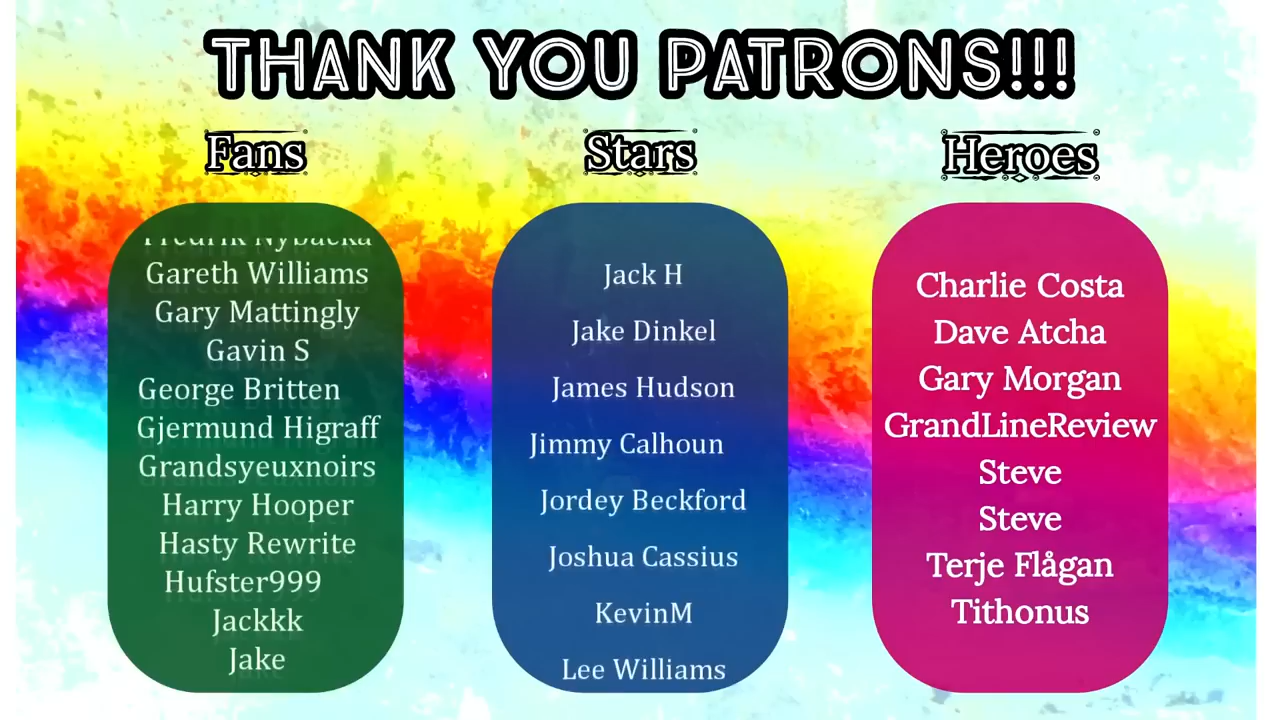 THANK YOU PATRONS!!!
Fans
Stars
Heroes
Fredrik Nybacka
Gareth Williams
Gary Mattingly
Gavin S
George Britten
Gjermund Higraff
Grandsyeuxnoirs
Harry Hooper
Hasty Rewrite
Hufster999
Jackkk
Jake
Jack H
Jake Dinkel
James Hudson
Jimmy Calhoun
Jordey Beckford
Joshua Cassius
KevinM
Lee Williams
Charlie Costa
Dave Atcha
Gary Morgan
GrandLineReview
Steve
Steve
Terje Flågan
Tithonus